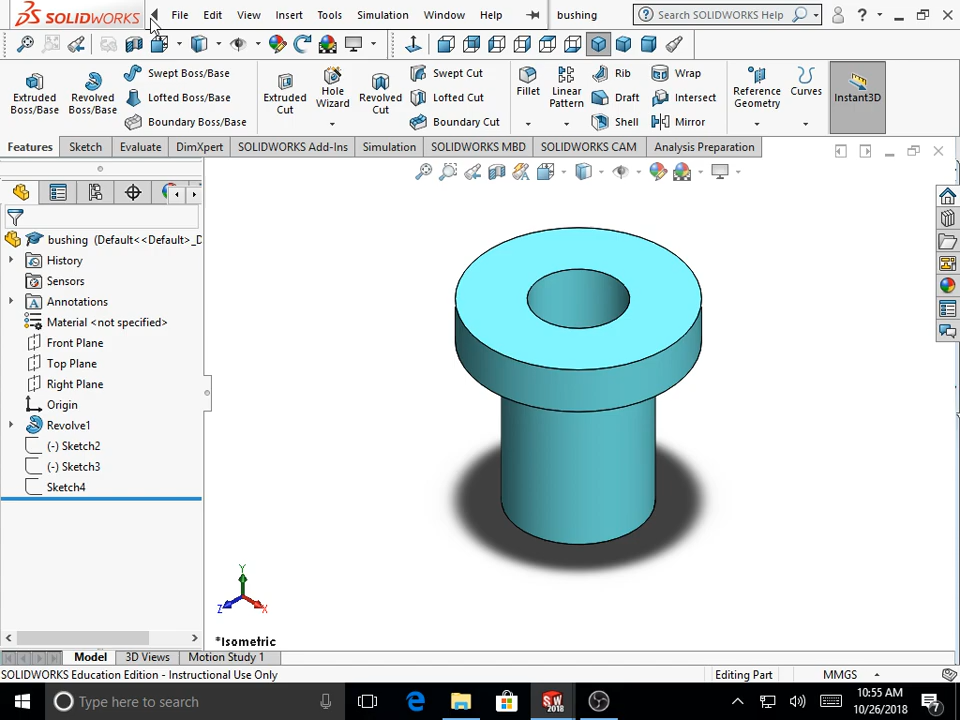 SOLIDWORKS File Edit View Insert Tools Simulation Window Help bushing Search SOLIDWORKS Help ?
Extruded Boss/Base
Revolved Boss/Base
Swept Boss/Base
Lofted Boss/Base
Boundary Boss/Base
Extruded Cut
Hole Wizard
Revolved Cut
Swept Cut
Lofted Cut
Boundary Cut
Fillet
Linear Pattern
Rib
Draft
Shell
Wrap
Intersect
Mirror
Reference Geometry
Curves
Instant3D
Features Sketch Evaluate DimXpert SOLIDWORKS Add-Ins Simulation SOLIDWORKS MBD SOLIDWORKS CAM Analysis Preparation
bushing (Default<<Default>_D
History
Sensors
Annotations
Material <not specified>
Front Plane
Top Plane
Right Plane
Origin
Revolve1
(-) Sketch2
(-) Sketch3
Sketch4
Y
Z X
*Isometric
Model 3D Views Motion Study 1
SOLIDWORKS Education Edition - Instructional Use Only Editing Part MMGS
Type here to search
SW 2018
10:55 AM
10/26/2018
7